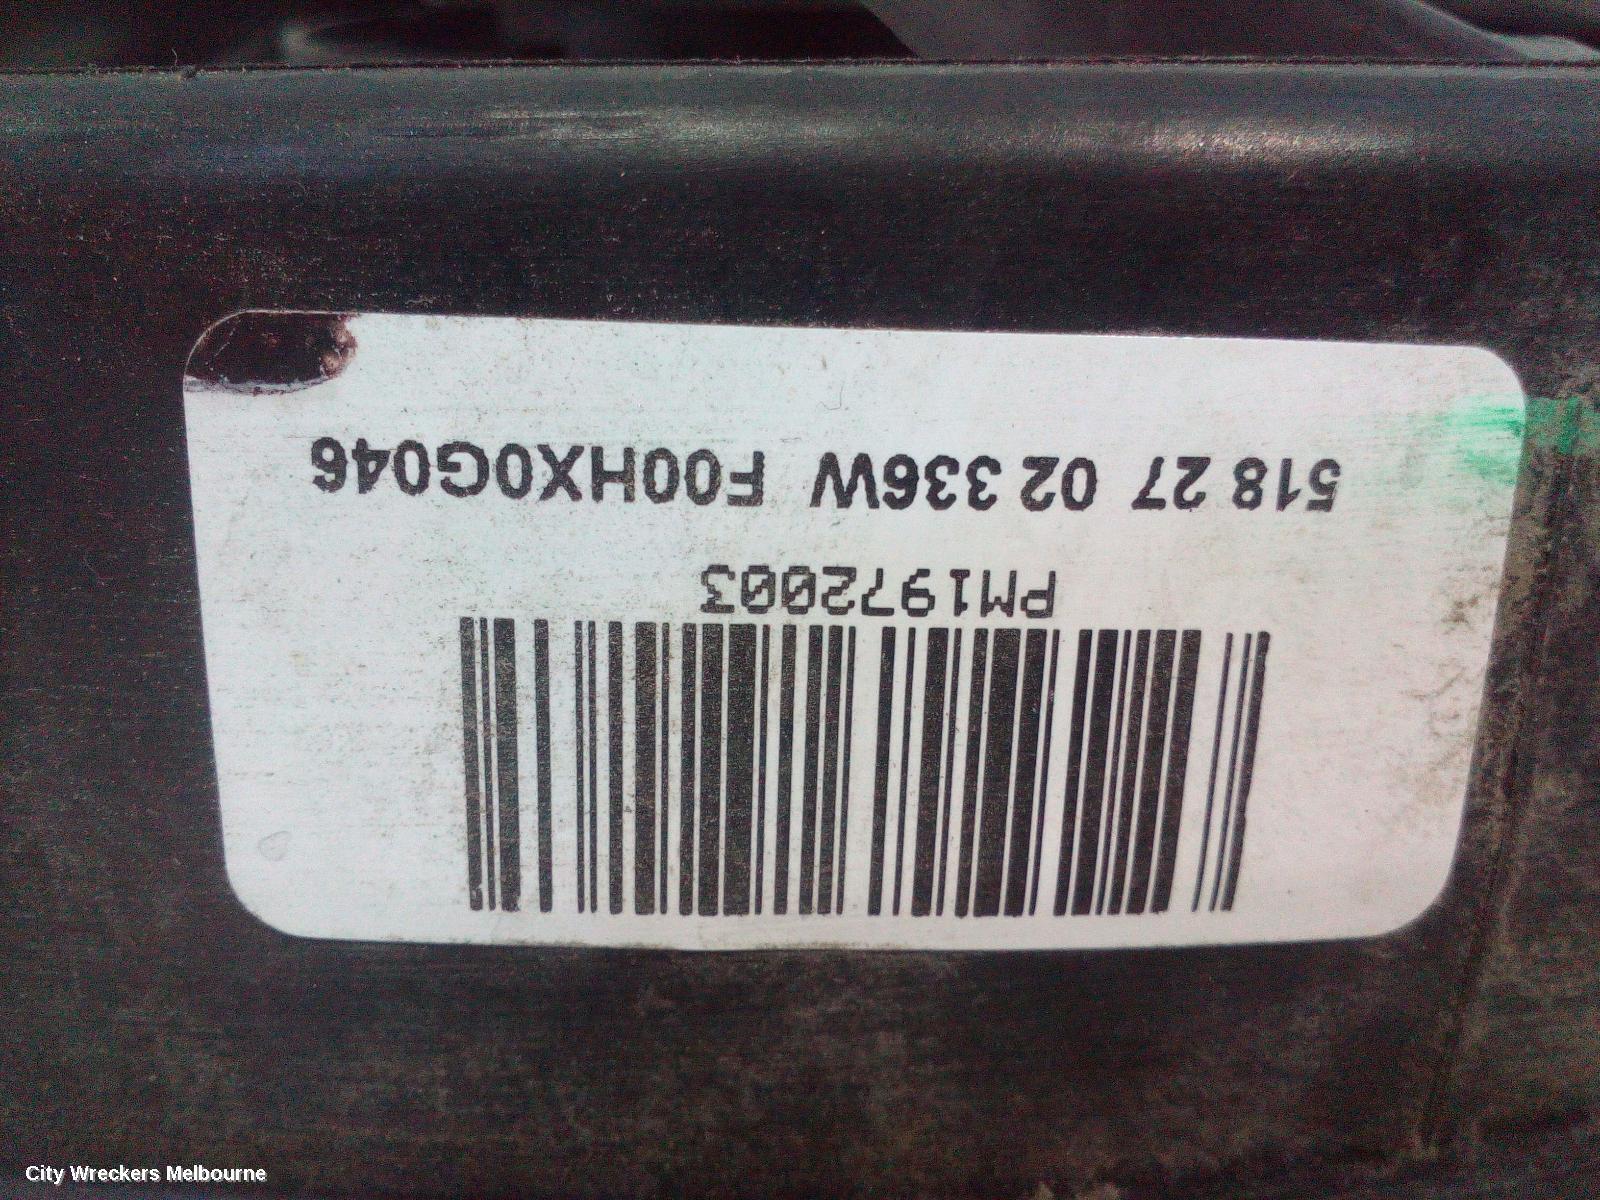 PM1972003
518 27 02 336W F00HX0G046
City Wreckers Melbourne